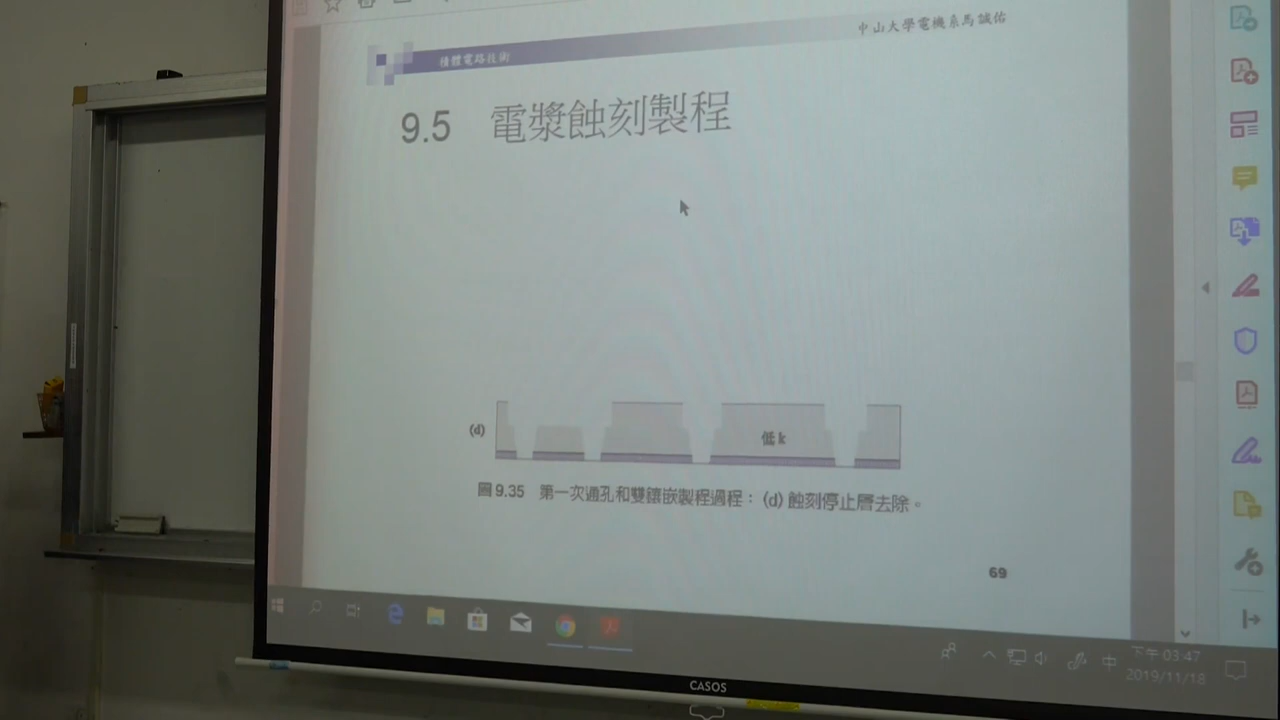 中山大學電機系馬誠佑
積體電路技術
9.5 電漿蝕刻製程
(d)
低 k
圖 9.35 第一次通孔和雙鑲嵌製程過程：(d) 蝕刻停止層去除。
69
中
下午 03:47
2019/11/18
CASOS